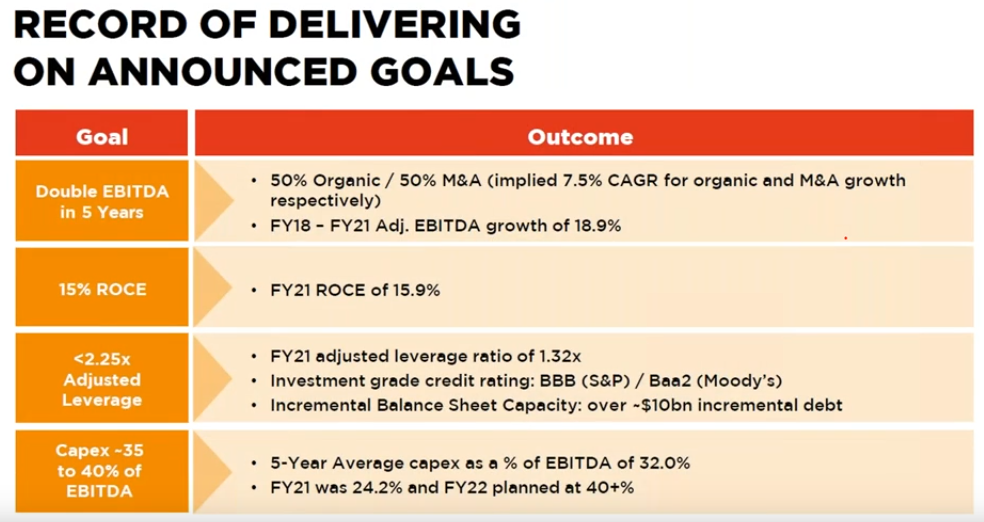 RECORD OF DELIVERING
ON ANNOUNCED GOALS
Goal
Outcome
Double EBITDA
in 5 Years
• 50% Organic / 50% M&A (implied 7.5% CAGR for organic and M&A growth
respectively)
• FY18 – FY21 Adj. EBITDA growth of 18.9%
15% ROCE
• FY21 ROCE of 15.9%
<2.25x
Adjusted
Leverage
• FY21 adjusted leverage ratio of 1.32x
• Investment grade credit rating: BBB (S&P) / Baa2 (Moody's)
• Incremental Balance Sheet Capacity: over ~$10bn incremental debt
Capex ~35
to 40% of
EBITDA
• 5-Year Average capex as a % of EBITDA of 32.0%
• FY21 was 24.2% and FY22 planned at 40+%